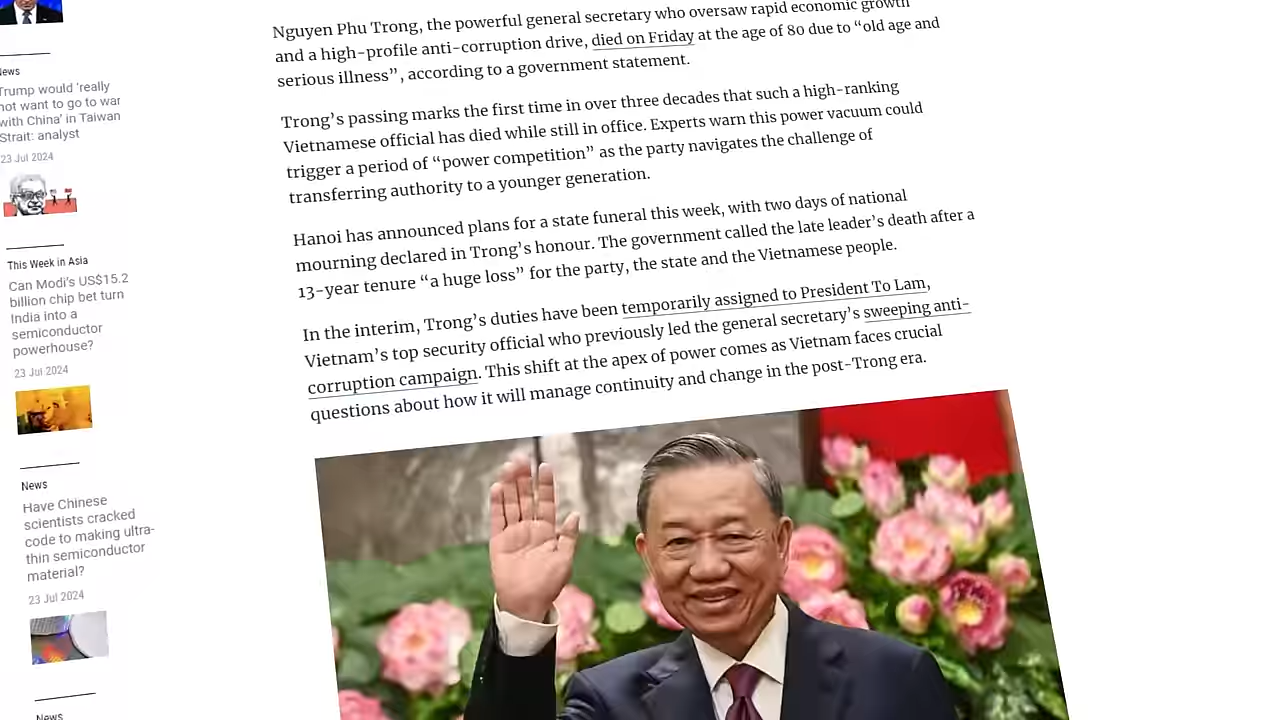 News
Trump would ‘really
not want to go to war
with China’ in Taiwan
Strait: analyst
23 Jul 2024
This Week in Asia
Can Modi’s US$15.2
billion chip bet turn
India into a
semiconductor
powerhouse?
23 Jul 2024
News
Have Chinese
scientists cracked
code to making ultra-
thin semiconductor
material?
23 Jul 2024
News
Nguyen Phu Trong, the powerful general secretary who oversaw rapid economic growth
and a high-profile anti-corruption drive, died on Friday at the age of 80 due to “old age and
serious illness”, according to a government statement.
Trong’s passing marks the first time in over three decades that such a high-ranking
Vietnamese official has died while still in office. Experts warn this power vacuum could
trigger a period of “power competition” as the party navigates the challenge of
transferring authority to a younger generation.
Hanoi has announced plans for a state funeral this week, with two days of national
mourning declared in Trong’s honour. The government called the late leader’s death after a
13-year tenure “a huge loss” for the party, the state and the Vietnamese people.
In the interim, Trong’s duties have been temporarily assigned to President To Lam,
Vietnam’s top security official who previously led the general secretary’s sweeping anti-
corruption campaign. This shift at the apex of power comes as Vietnam faces crucial
questions about how it will manage continuity and change in the post-Trong era.